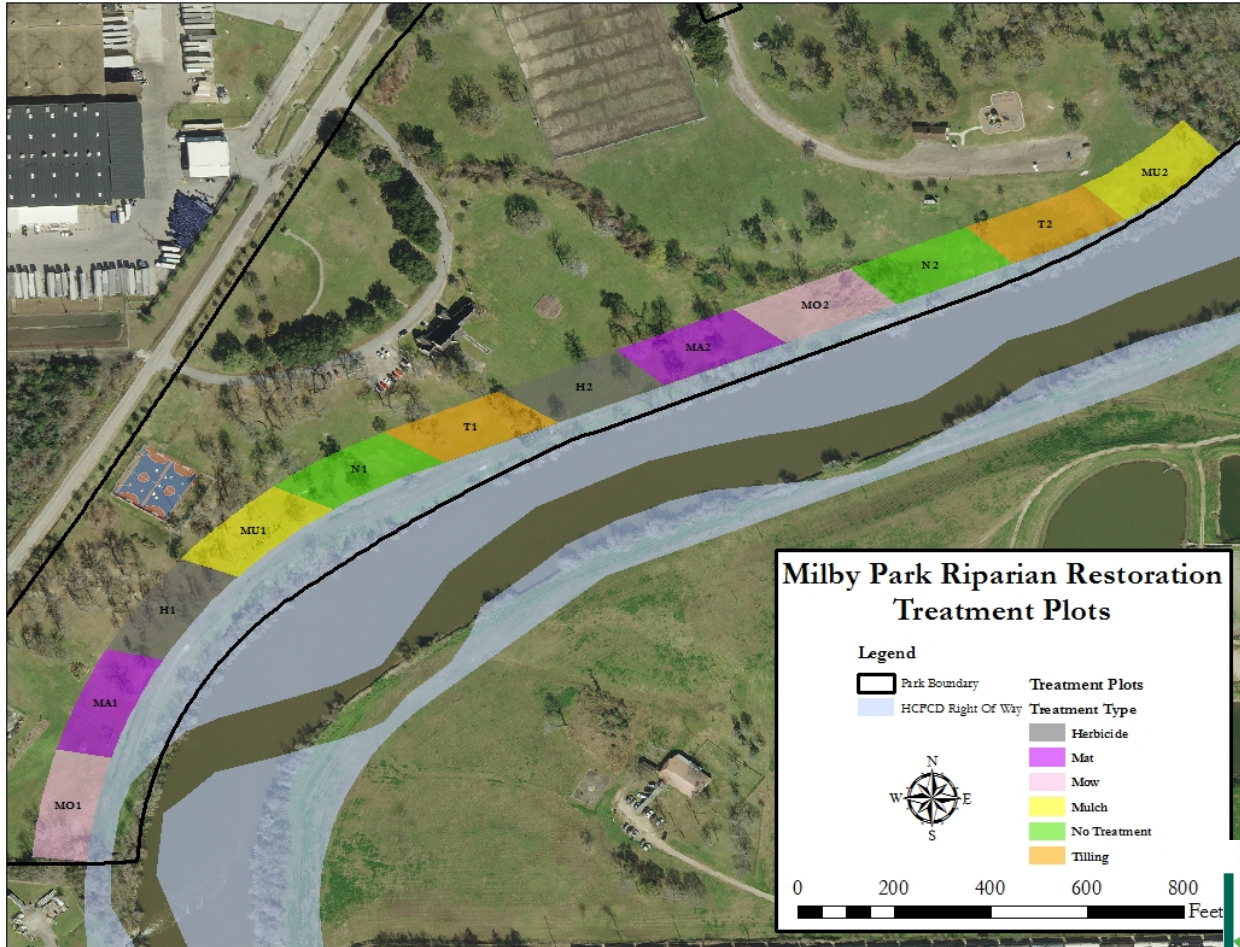 MU2
T2
N2
MO2
MA2
H2
T1
N1
MU1
H1
MA1
MO1
Milby Park Riparian Restoration
Treatment Plots
Legend
Park Boundary
HCFCD Right Of Way
Treatment Plots
Treatment Type
Herbicide
Mat
Mow
Mulch
No Treatment
Tilling
N
W E
S
0 200 400 600 800
Feet